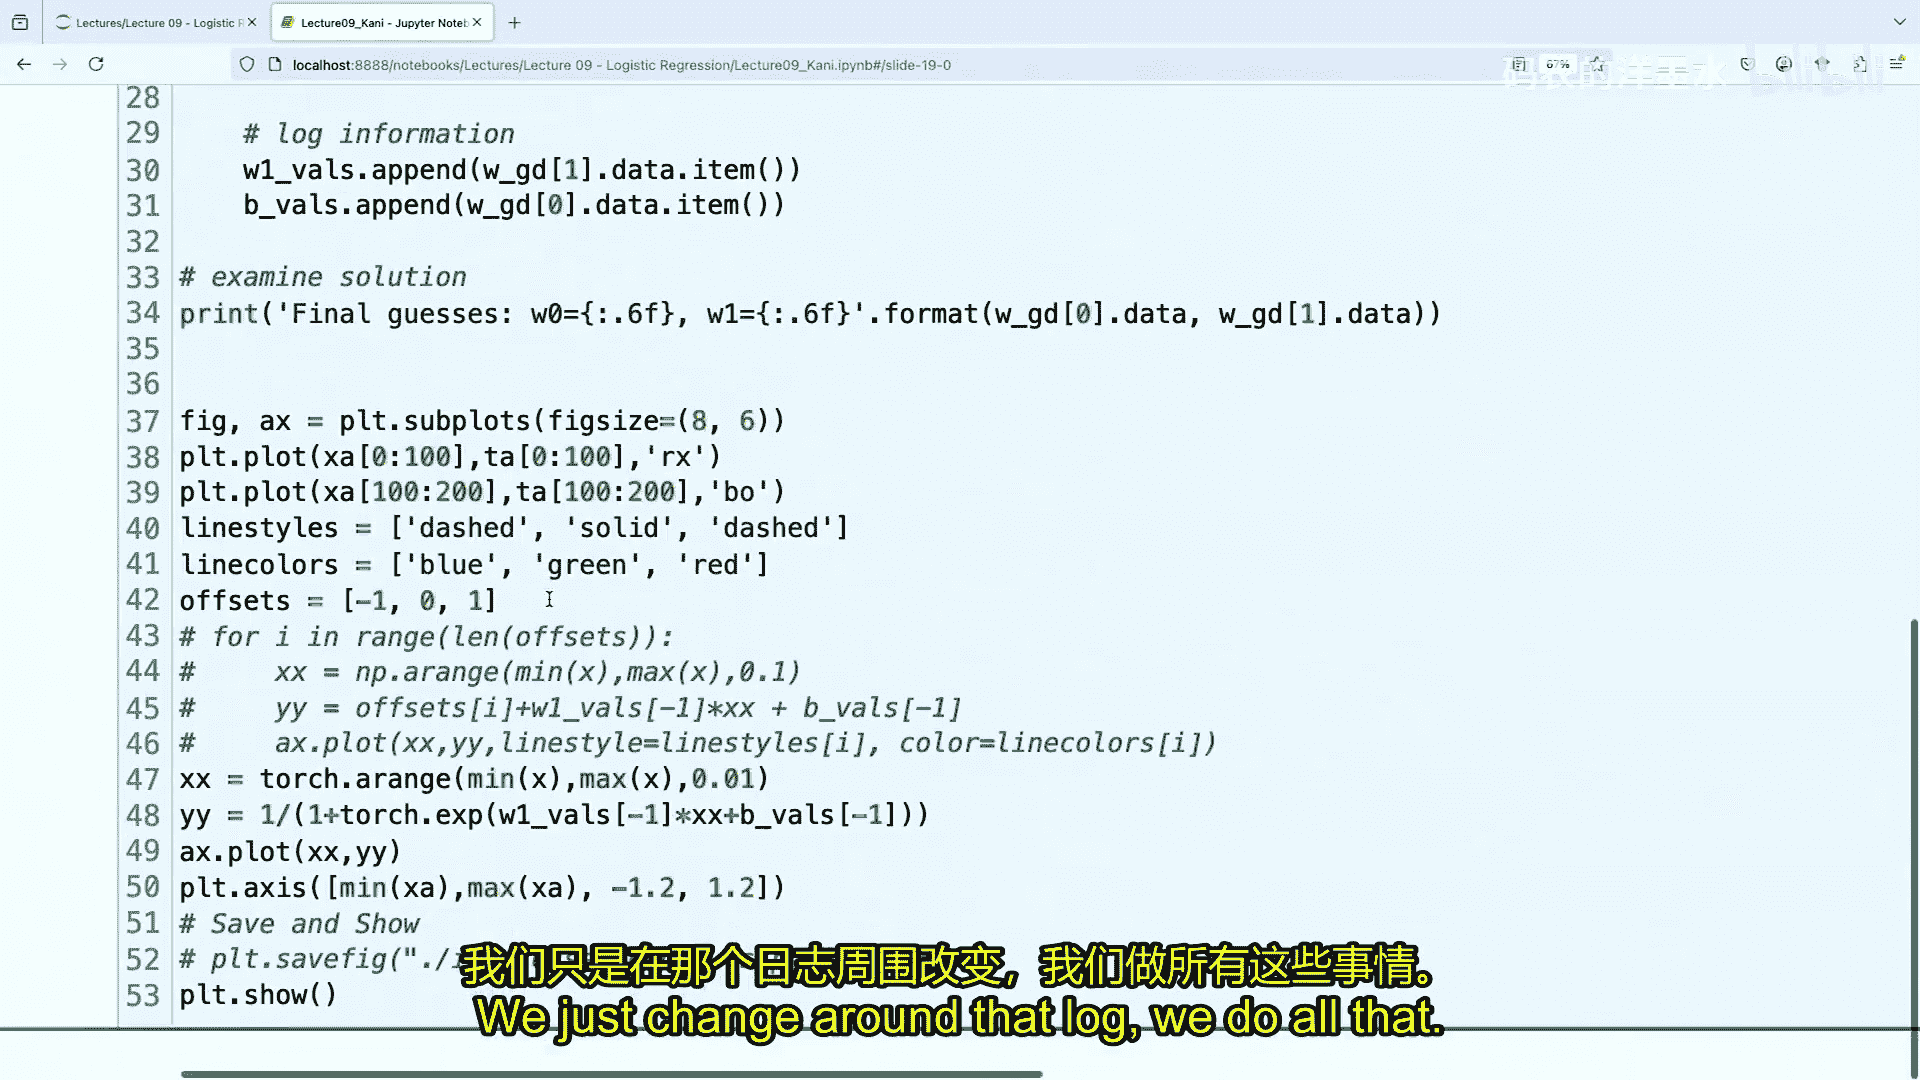 Lectures/Lecture 09 - Logistic R
Lecture09_Kani - Jupyter Noteb
localhost:8888/notebooks/Lectures/Lecture 09 - Logistic Regression/Lecture09_Kani.ipynb#/slide-19-0
67%
码农的洋墨水
bilibili
28
29 # log information
30 w1_vals.append(w_gd[1].data.item())
31 b_vals.append(w_gd[0].data.item())
32
33 # examine solution
34 print('Final guesses: w0={:.6f}, w1={:.6f}'.format(w_gd[0].data, w_gd[1].data))
35
36
37 fig, ax = plt.subplots(figsize=(8, 6))
38 plt.plot(xa[0:100],ta[0:100],'rx')
39 plt.plot(xa[100:200],ta[100:200],'bo')
40 linestyles = ['dashed', 'solid', 'dashed']
41 linecolors = ['blue', 'green', 'red']
42 offsets = [-1, 0, 1]
43 # for i in range(len(offsets)):
44 # xx = np.arange(min(x),max(x),0.1)
45 # yy = offsets[i]+w1_vals[-1]*xx + b_vals[-1]
46 # ax.plot(xx,yy,linestyle=linestyles[i], color=linecolors[i])
47 xx = torch.arange(min(x),max(x),0.01)
48 yy = 1/(1+torch.exp(w1_vals[-1]*xx+b_vals[-1]))
49 ax.plot(xx,yy)
50 plt.axis([min(xa),max(xa), -1.2, 1.2])
51 # Save and Show
52 # plt.savefig("./
53 plt.show()
我们只是在那个日志周围改变，我们做所有这些事情。
We just change around that log, we do all that.